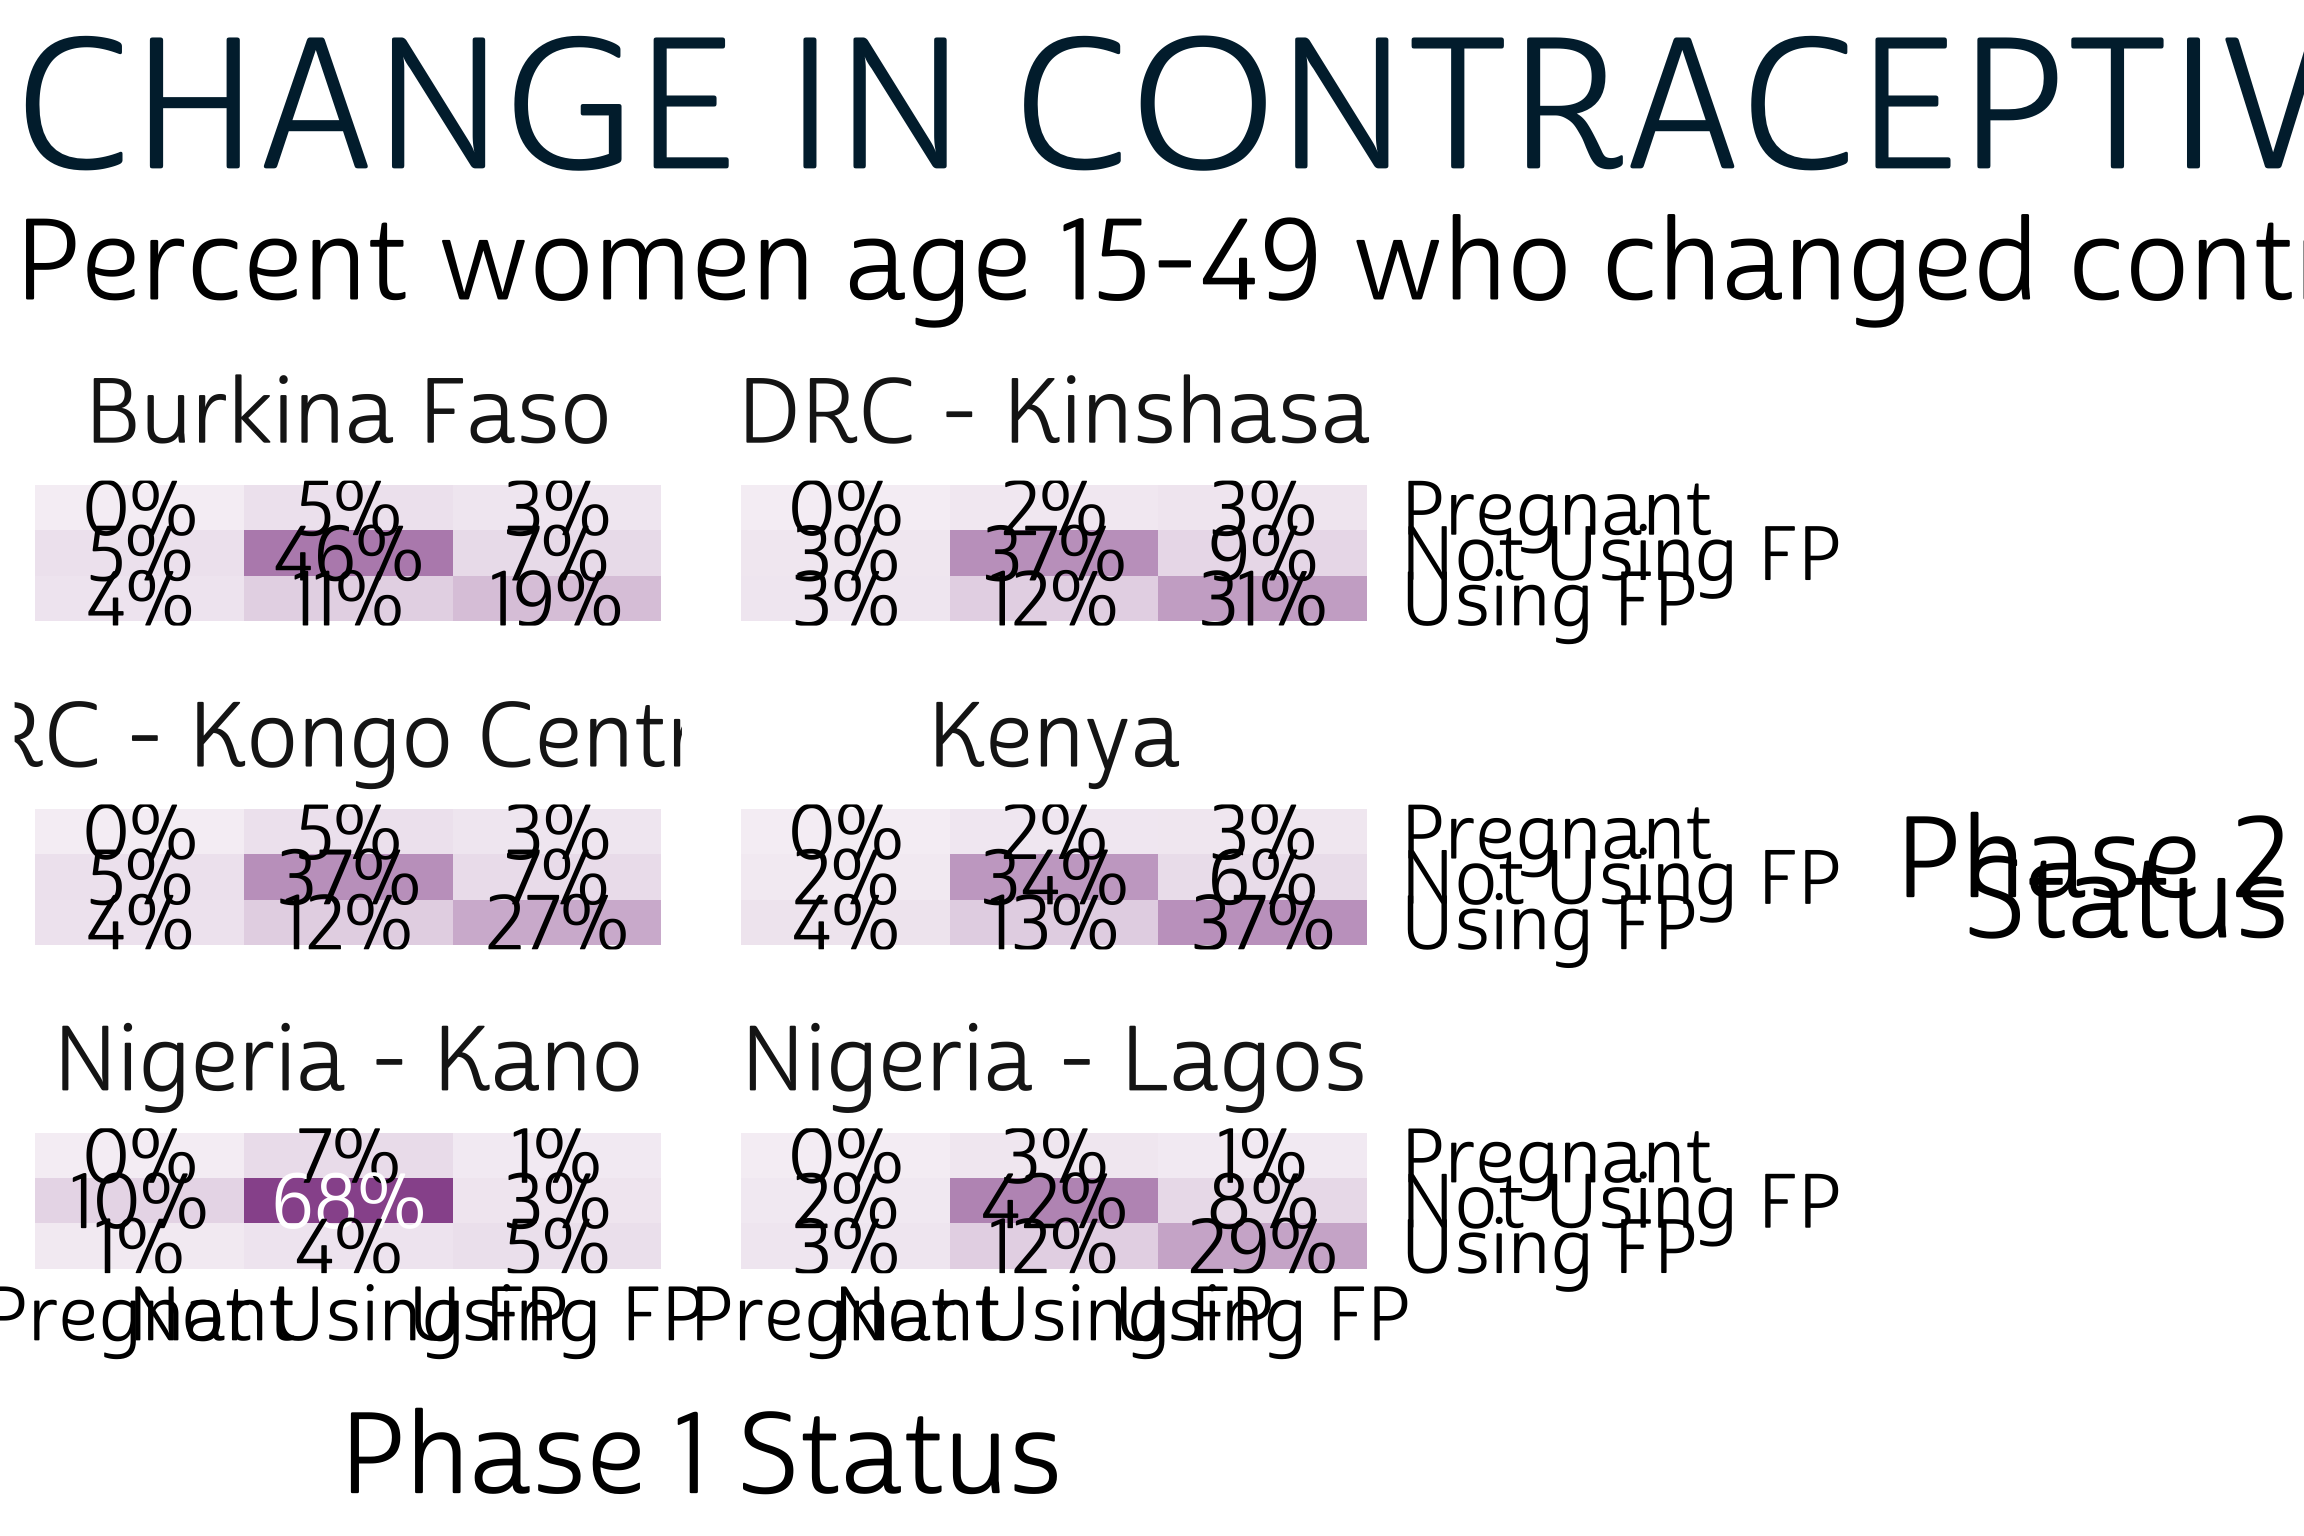 CHANGE IN CONTRACEPTIV
Percent women age 15-49 who changed cont
Burkina Faso DRC - Kinshasa
0% 5% 3% 0% 2% 3% Pregnant
5% 46% 7% 3% 37% 9% Not Using FP
4% 11% 19% 3% 12% 31% Using FP
RC - Kongo Centr Kenya
0% 5% 3% 0% 2% 3% Pregnant
5% 37% 7% 2% 34% 6% Not Using FP
4% 12% 27% 4% 13% 37% Using FP
Phase 2
Status
Nigeria - Kano Nigeria - Lagos
0% 7% 1% 0% 3% 1% Pregnant
10% 68% 3% 2% 42% 8% Not Using FP
1% 4% 5% 3% 12% 29% Using FP
Pregnant Not Using FP Using FP Pregnant Not Using FP Using FP
Phase 1 Status